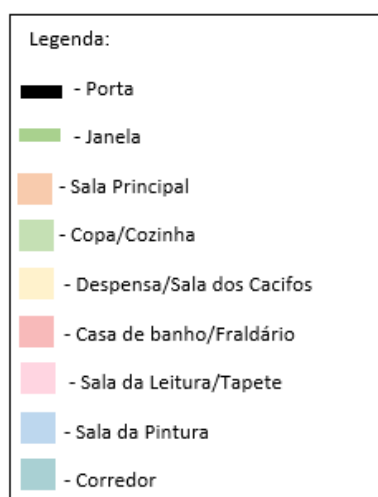 Legenda:
- Porta
- Janela
- Sala Principal
- Copa/Cozinha
- Despensa/Sala dos Cacifos
- Casa de banho/Fraldário
- Sala da Leitura/Tapete
- Sala da Pintura
- Corredor